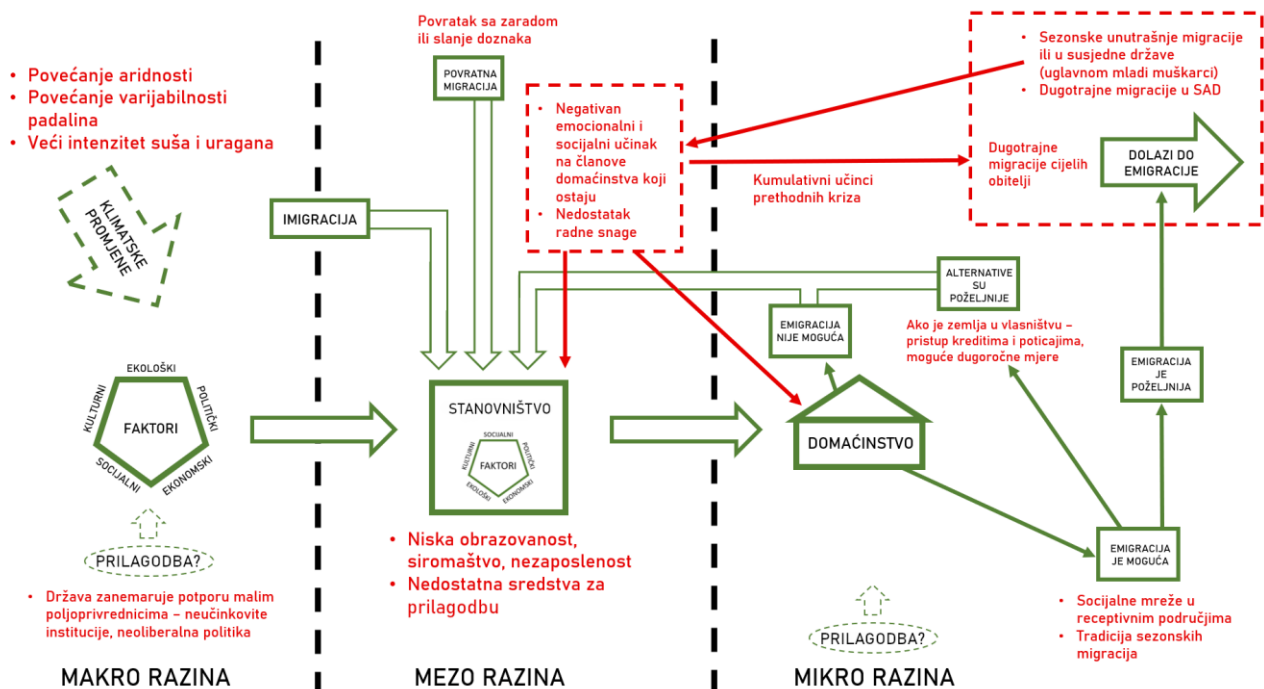 • Povećanje aridnosti
• Povećanje varijabilnosti
padalina
• Veći intenzitet suša i uragana
KLIMATSKE
PROMJENE
EKOLOŠKI
KULTURNI
POLITIČKI
FAKTORI
SOCIJALNI
EKONOMSKI
PRILAGODBA?
• Država zanemaruje potporu malim
poljoprivrednicima – neučinkovite
institucije, neoliberalna politika
MAKRO RAZINA
Povratak sa zaradom
ili slanje doznaka
POVRATNA
MIGRACIJA
IMIGRACIJA
• Negativan
emocionalni i
socijalni učinak
na članove
domaćinstva koji
ostaju
• Nedostatak
radne snage
STANOVNIŠTVO
SOCIJALNI
KULTURNI
POLITIČKI
FAKTORI
EKOLOŠKI
EKONOMSKI
• Niska obrazovanost,
siromaštvo, nezaposlenost
• Nedostatna sredstva za
prilagodbu
MEZO RAZINA
• Sezonske unutrašnje migracije
ili u susjedne države
(uglavnom mladi muškarci)
• Dugotrajne migracije u SAD
Dugotrajne
migracije cijelih
obitelji
DOLAZI DO
EMIGRACIJE
Kumulativni učinci
prethodnih kriza
ALTERNATIVE
SU
POŽELJNIJE
EMIGRACIJA
NIJE MOGUĆA
Ako je zemlja u vlasništvu –
pristup kreditima i poticajima,
moguće dugoročne mjere
EMIGRACIJA
JE
POŽELJNIJA
DOMAĆINSTVO
EMIGRACIJA
JE MOGUĆA
• Socijalne mreže u
receptivnim područjima
• Tradicija sezonskih
migracija
PRILAGODBA?
MIKRO RAZINA